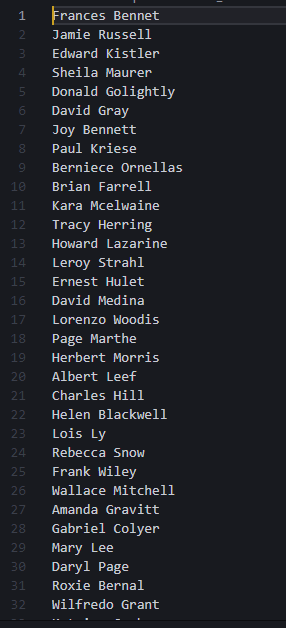 1 Frances Bennet
2 Jamie Russell
3 Edward Kistler
4 Sheila Maurer
5 Donald Golightly
6 David Gray
7 Joy Bennett
8 Paul Kriese
9 Berniece Ornellas
10 Brian Farrell
11 Kara Mcelwaine
12 Tracy Herring
13 Howard Lazarine
14 Leroy Strahl
15 Ernest Hulet
16 David Medina
17 Lorenzo Woodis
18 Page Marthe
19 Herbert Morris
20 Albert Leef
21 Charles Hill
22 Helen Blackwell
23 Lois Ly
24 Rebecca Snow
25 Frank Wiley
26 Wallace Mitchell
27 Amanda Gravitt
28 Gabriel Colyer
29 Mary Lee
30 Daryl Page
31 Roxie Bernal
32 Wilfredo Grant